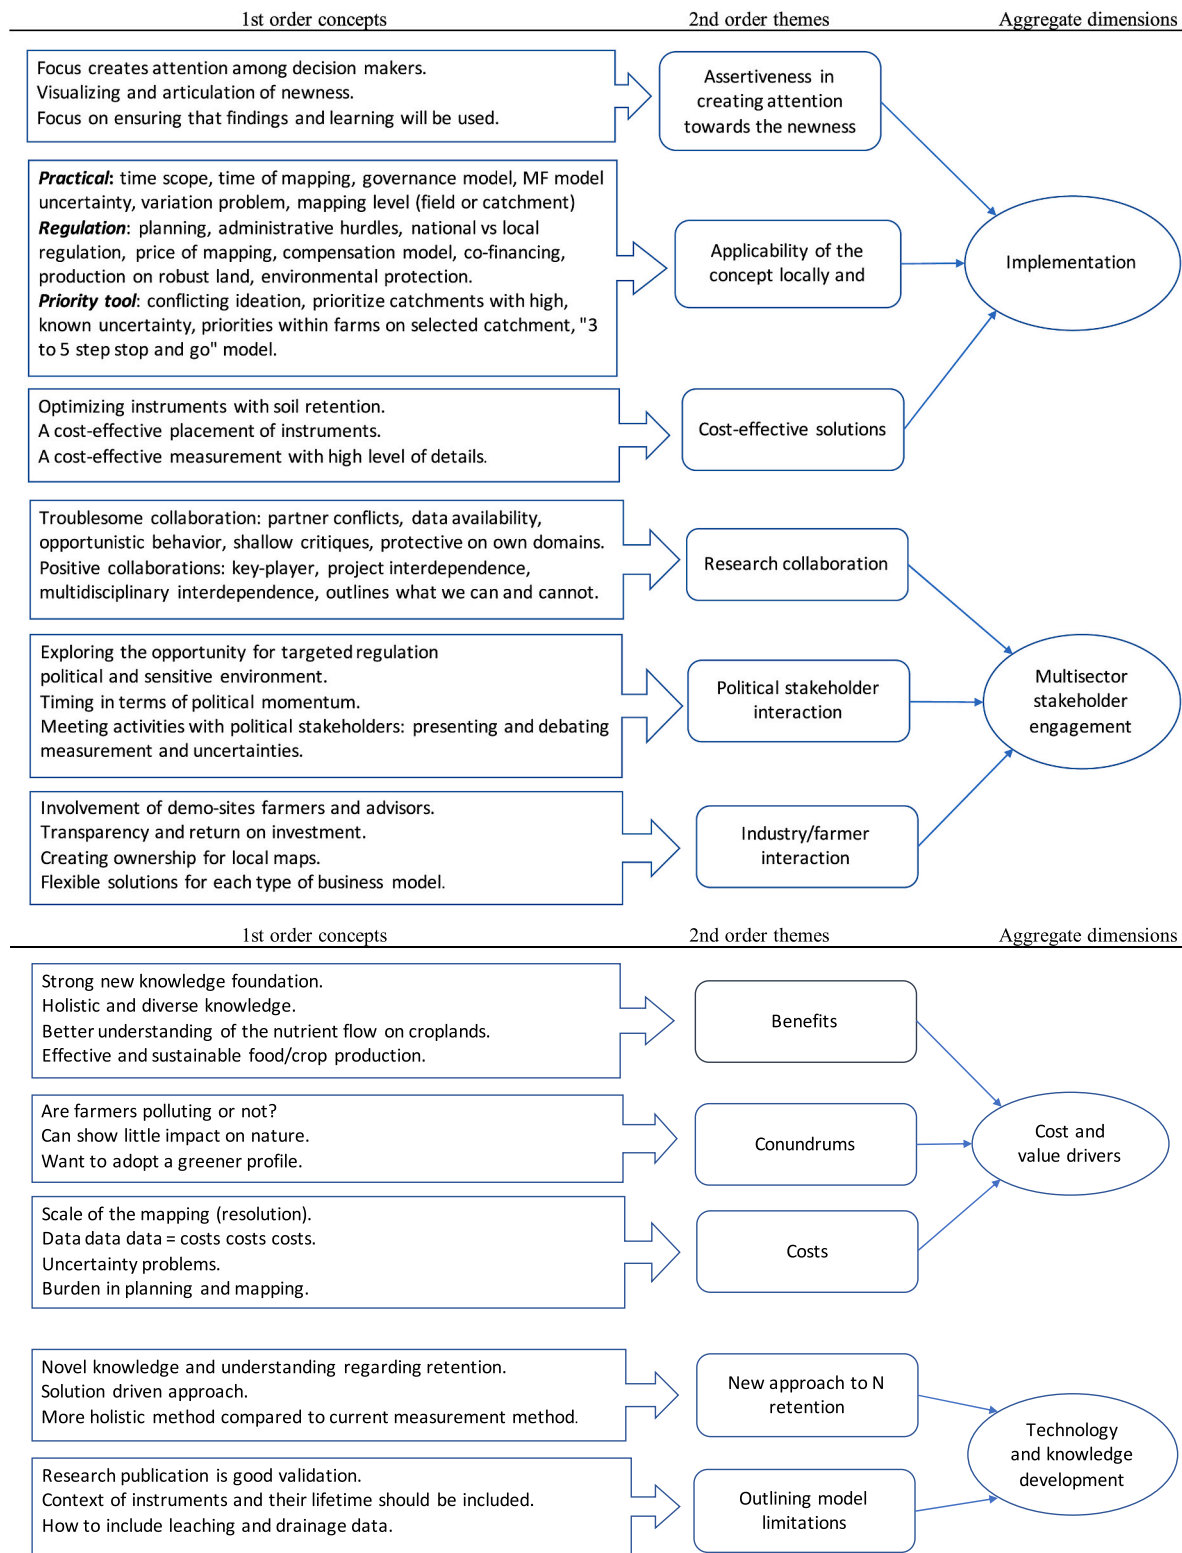 1st order concepts
2nd order themes
Aggregate dimensions
Focus creates attention among decision makers.
Visualizing and articulation of newness.
Focus on ensuring that findings and learning will be used.
Assertiveness in
creating attention
towards the newness
Practical: time scope, time of mapping, governance model, MF model
uncertainty, variation problem, mapping level (field or catchment)
Regulation: planning, administrative hurdles, national vs local
regulation, price of mapping, compensation model, co-financing,
production on robust land, environmental protection.
Priority tool: conflicting ideation, prioritize catchments with high,
known uncertainty, priorities within farms on selected catchment, "3
to 5 step stop and go" model.
Applicability of the
concept locally and
Implementation
Optimizing instruments with soil retention.
A cost-effective placement of instruments.
A cost-effective measurement with high level of details.
Cost-effective solutions
Troublesome collaboration: partner conflicts, data availability,
opportunistic behavior, shallow critiques, protective on own domains.
Positive collaborations: key-player, project interdependence,
multidisciplinary interdependence, outlines what we can and cannot.
Research collaboration
Exploring the opportunity for targeted regulation
political and sensitive environment.
Timing in terms of political momentum.
Meeting activities with political stakeholders: presenting and debating
measurement and uncertainties.
Political stakeholder
interaction
Multisector
stakeholder
engagement
Involvement of demo-sites farmers and advisors.
Transparency and return on investment.
Creating ownership for local maps.
Flexible solutions for each type of business model.
Industry/farmer
interaction
1st order concepts
2nd order themes
Aggregate dimensions
Strong new knowledge foundation.
Holistic and diverse knowledge.
Better understanding of the nutrient flow on croplands.
Effective and sustainable food/crop production.
Benefits
Are farmers polluting or not?
Can show little impact on nature.
Want to adopt a greener profile.
Conundrums
Cost and
value drivers
Scale of the mapping (resolution).
Data data data = costs costs costs.
Uncertainty problems.
Burden in planning and mapping.
Costs
Novel knowledge and understanding regarding retention.
Solution driven approach.
More holistic method compared to current measurement method.
New approach to N
retention
Technology
and knowledge
development
Research publication is good validation.
Context of instruments and their lifetime should be included.
How to include leaching and drainage data.
Outlining model
limitations